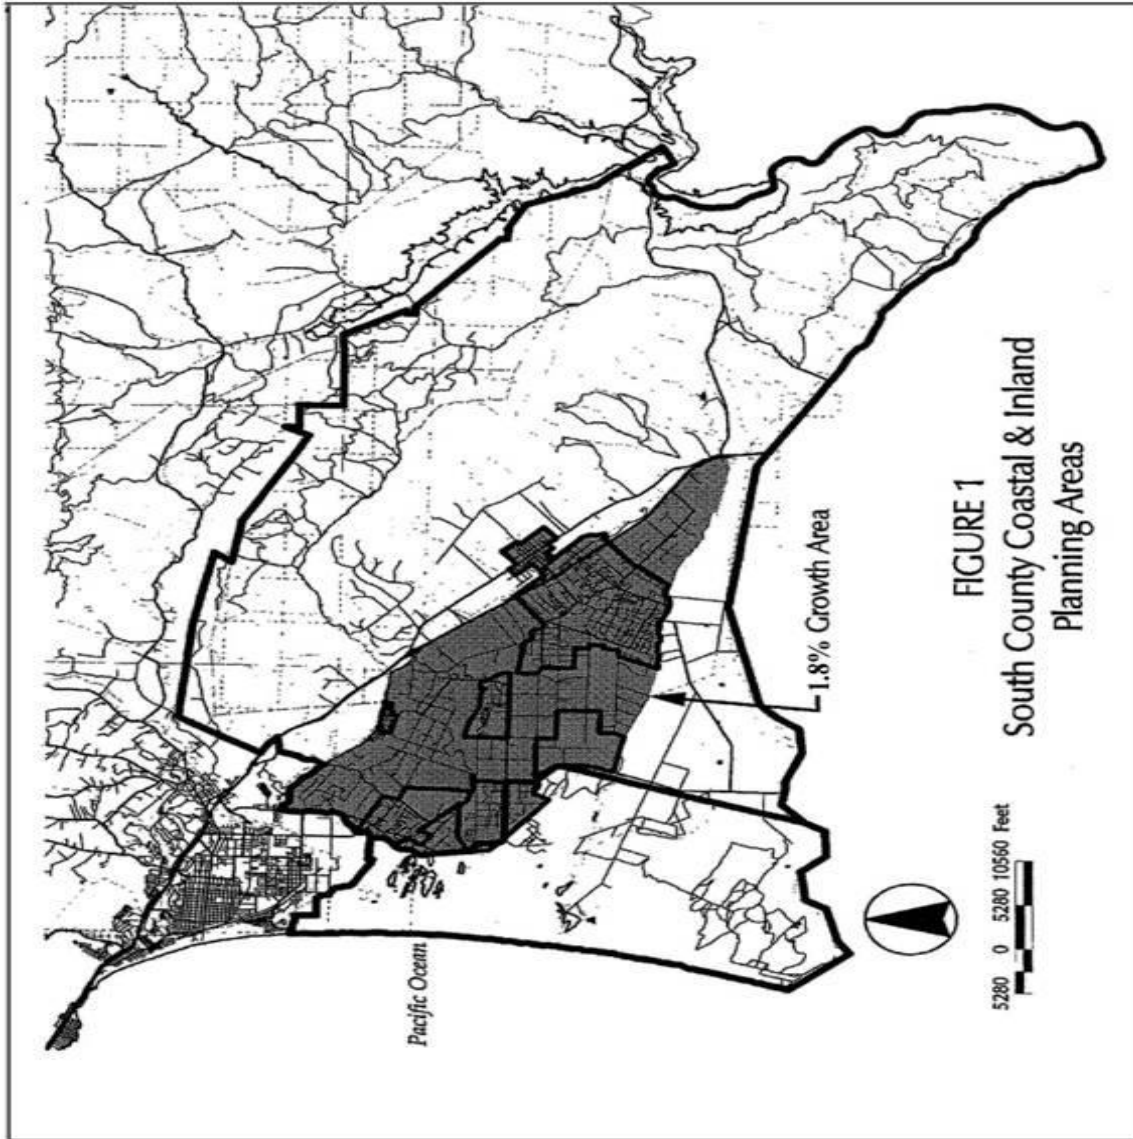 Pacific Ocean
1.8% Growth Area
FIGURE 1
South County Coastal & Inland
Planning Areas
5280 0 5280 10560 Feet